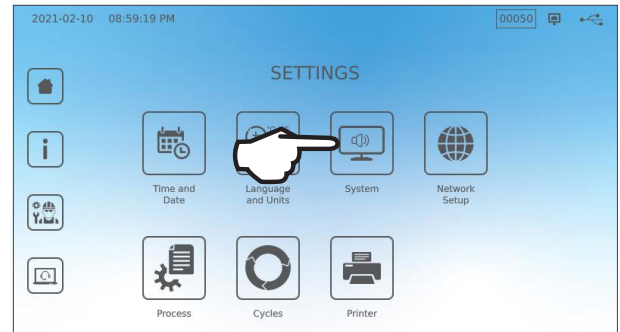 2021-02-10 08:59:19 PM 00050
SETTINGS
Time and
Date
Language
and Units
System
Network
Setup
Process
Cycles
Printer